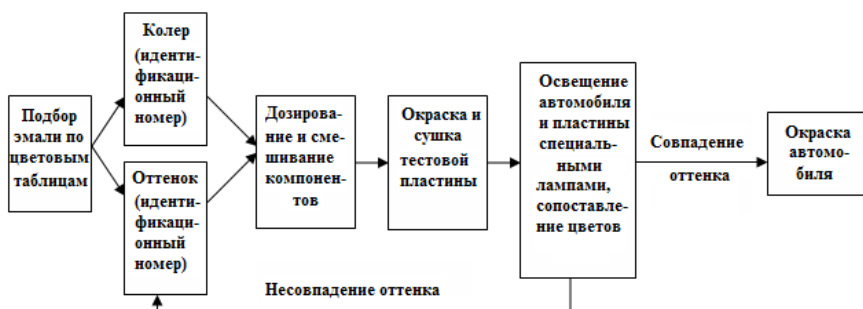 Подбор
эмали по
цветовым
таблицам
Колер
(иденти-
фикаци-
онный
номер)
Оттенок
(иденти-
фикаци-
онный
номер)
Дозирова-
ние и сме-
шивание
компонен-
тов
Окраска и
сушка
тестовой
пластины
Освещение
автомобиля
и пластины
специаль-
ными
лампами,
сопоставле-
ние цветов
Совпадение
оттенка
Окраска
автомо-
биля
Несовпадение оттенка